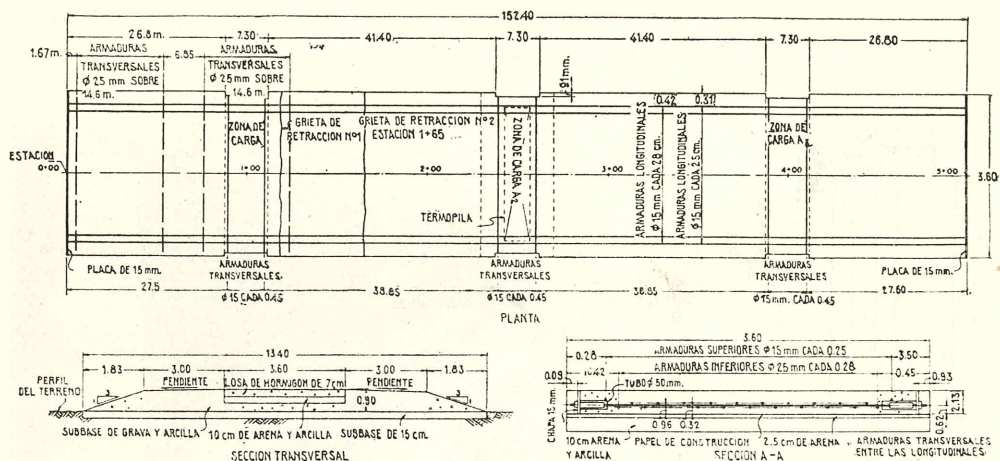 152.40
26.8 m.
7.30
41.40
7.30
41.40
7.30
26.80
1.67 m.
ARMADURAS
TRANSVERSALES
Ø 25 mm SOBRE
14.6 m.
6.85
ARMADURAS
TRANSVERSALES
Ø 25 mm SOBRE
14.6 m.
.91 mm.
0.42
0.31
ZONA DE
CARGA
GRIETA DE
RETRACCION Nº1
GRIETA DE RETRACCION Nº2
ESTACION 1+65
ZONA DE CARGA A2
ARMADURAS LONGITUDINALES
Ø 15 mm CADA 28 cm.
ARMADURAS LONGITUDINALES
Ø 15 mm CADA 25 cm.
ZONA DE
CARGA A
ESTACIÓN
0+00
1+00
2+00
3+00
4+00
5+00
3.60
TERMOPILA
PLACA DE 15 mm.
ARMADURAS
TRANSVERSALES.
ARMADURAS
TRANSVERSALES
ARMADURAS
TRANSVERSALES
PLACA DE 15 mm.
27.5
Ø 15 CADA 0.45
38.85
Ø 15 CADA 0.45
38.85
Ø 15 mm. CADA 0.45
27.60
PLANTA
13.40
1.83
3.00
3.60
3.00
1.83
PERFIL
DEL TERRENO
PENDIENTE
LOSA DE HORMIGON DE 7cm
PENDIENTE
3
0.90
3
SUBBASE DE GRAVA Y ARCILLA
10 cm DE ARENA Y ARCILLA
SUBBASE DE 15 cm.
SECCION TRANSVERSAL
3.60
0.28
ARMADURAS SUPERIORES Ø 15 mm CADA 0.25
3.50
0.09
0.42
ARMADURAS INFERIORES Ø 25 mm CADA 0.28
0.45
0.93
TUBO Ø 50 mm.
CHAPA 15 mm
0.96
0.32
2.13
0.62
10 cm ARENA
Y ARCILLA
PAPEL DE CONSTRUCCION
2.5 cm DE ARENA
ARMADURAS TRANSVERSALES
ENTRE LAS LONGITUDINALES
SECCIÓN A-A